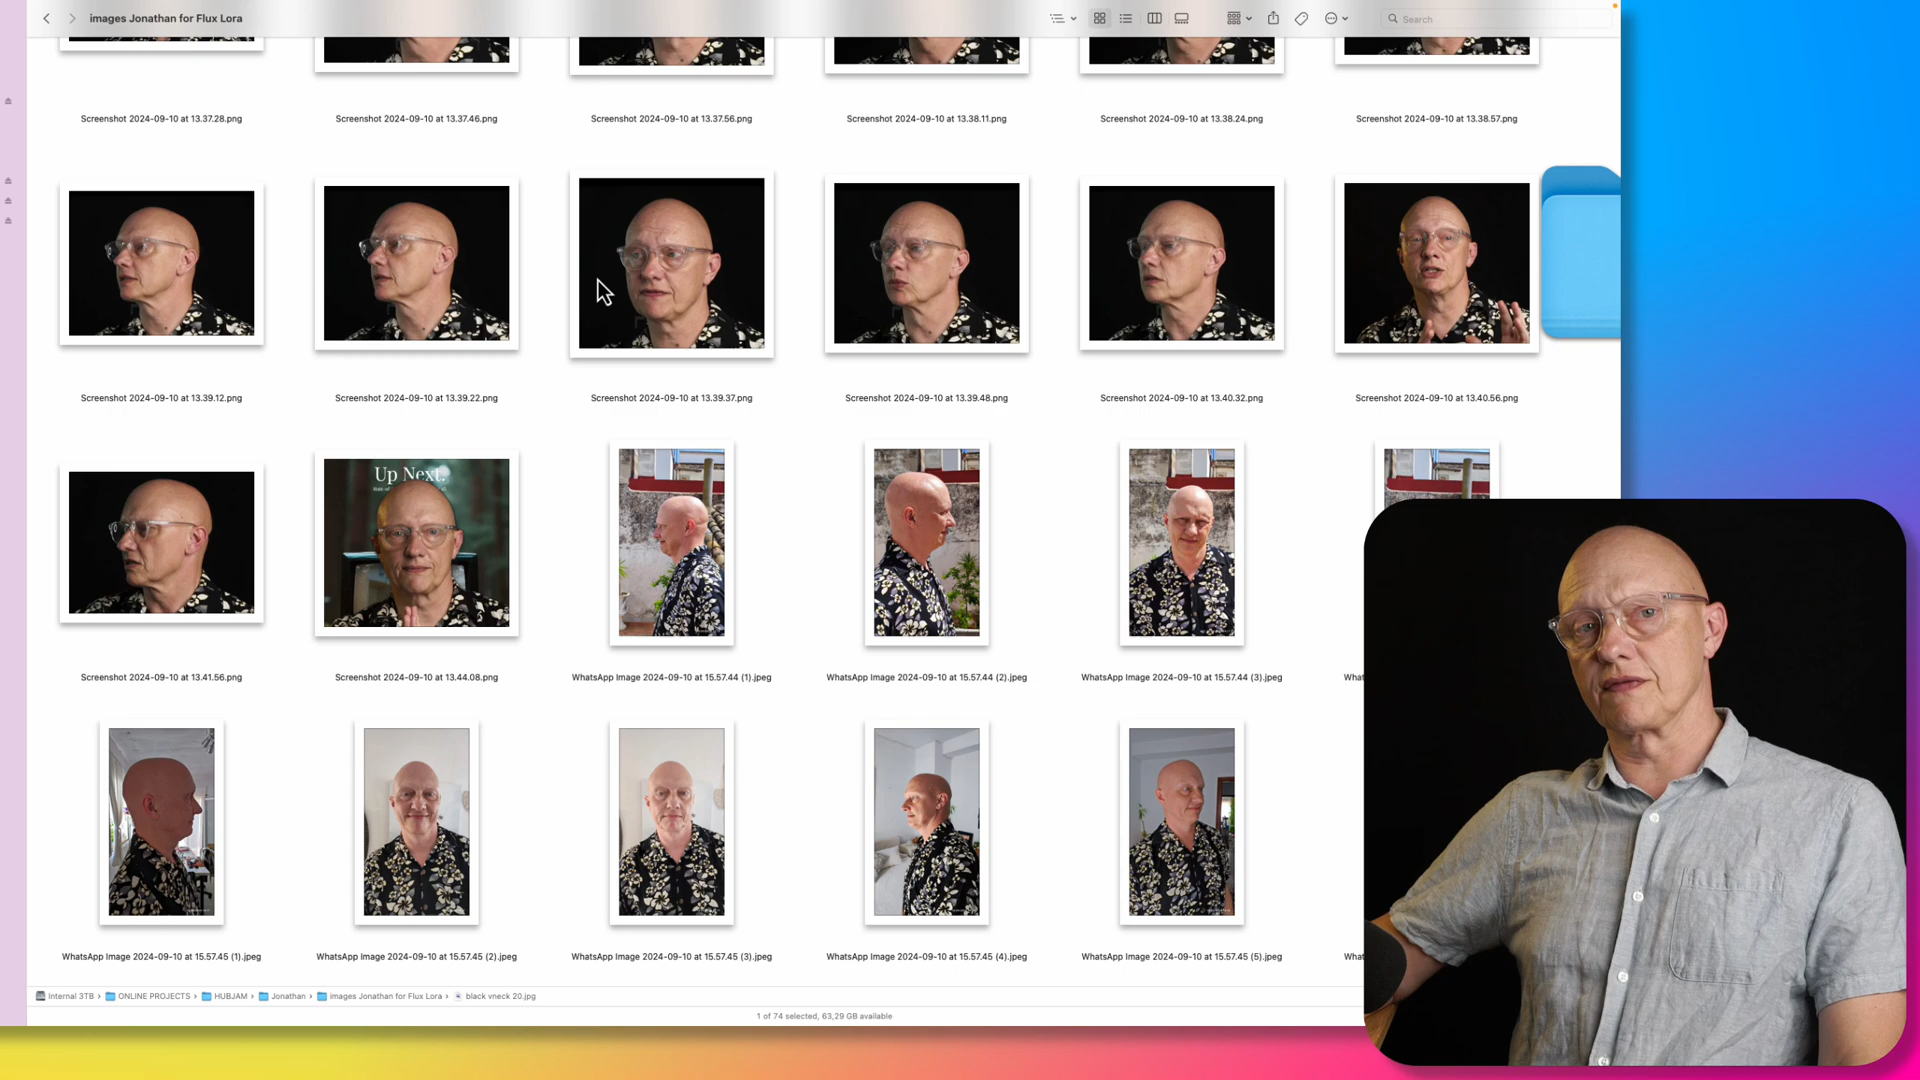 images Jonathan for Flux Lora
Search
Screenshot 2024-09-10 at 13.37.28.png
Screenshot 2024-09-10 at 13.37.46.png
Screenshot 2024-09-10 at 13.37.56.png
Screenshot 2024-09-10 at 13.38.11.png
Screenshot 2024-09-10 at 13.38.24.png
Screenshot 2024-09-10 at 13.38.57.png
Screenshot 2024-09-10 at 13.39.12.png
Screenshot 2024-09-10 at 13.39.22.png
Screenshot 2024-09-10 at 13.39.37.png
Screenshot 2024-09-10 at 13.39.48.png
Screenshot 2024-09-10 at 13.40.32.png
Screenshot 2024-09-10 at 13.40.56.png
Up Next.
Screenshot 2024-09-10 at 13.41.56.png
Screenshot 2024-09-10 at 13.44.08.png
WhatsApp Image 2024-09-10 at 15.57.44 (1).jpeg
WhatsApp Image 2024-09-10 at 15.57.44 (2).jpeg
WhatsApp Image 2024-09-10 at 15.57.44 (3).jpeg
Wha
WhatsApp Image 2024-09-10 at 15.57.45 (1).jpeg
WhatsApp Image 2024-09-10 at 15.57.45 (2).jpeg
WhatsApp Image 2024-09-10 at 15.57.45 (3).jpeg
WhatsApp Image 2024-09-10 at 15.57.45 (4).jpeg
WhatsApp Image 2024-09-10 at 15.57.45 (5).jpeg
Wha
Internal 3TB › ONLINE PROJECTS › HUBJAM › Jonathan › images Jonathan for Flux Lora › black vneck 20.jpg
1 of 74 selected, 63,29 GB available